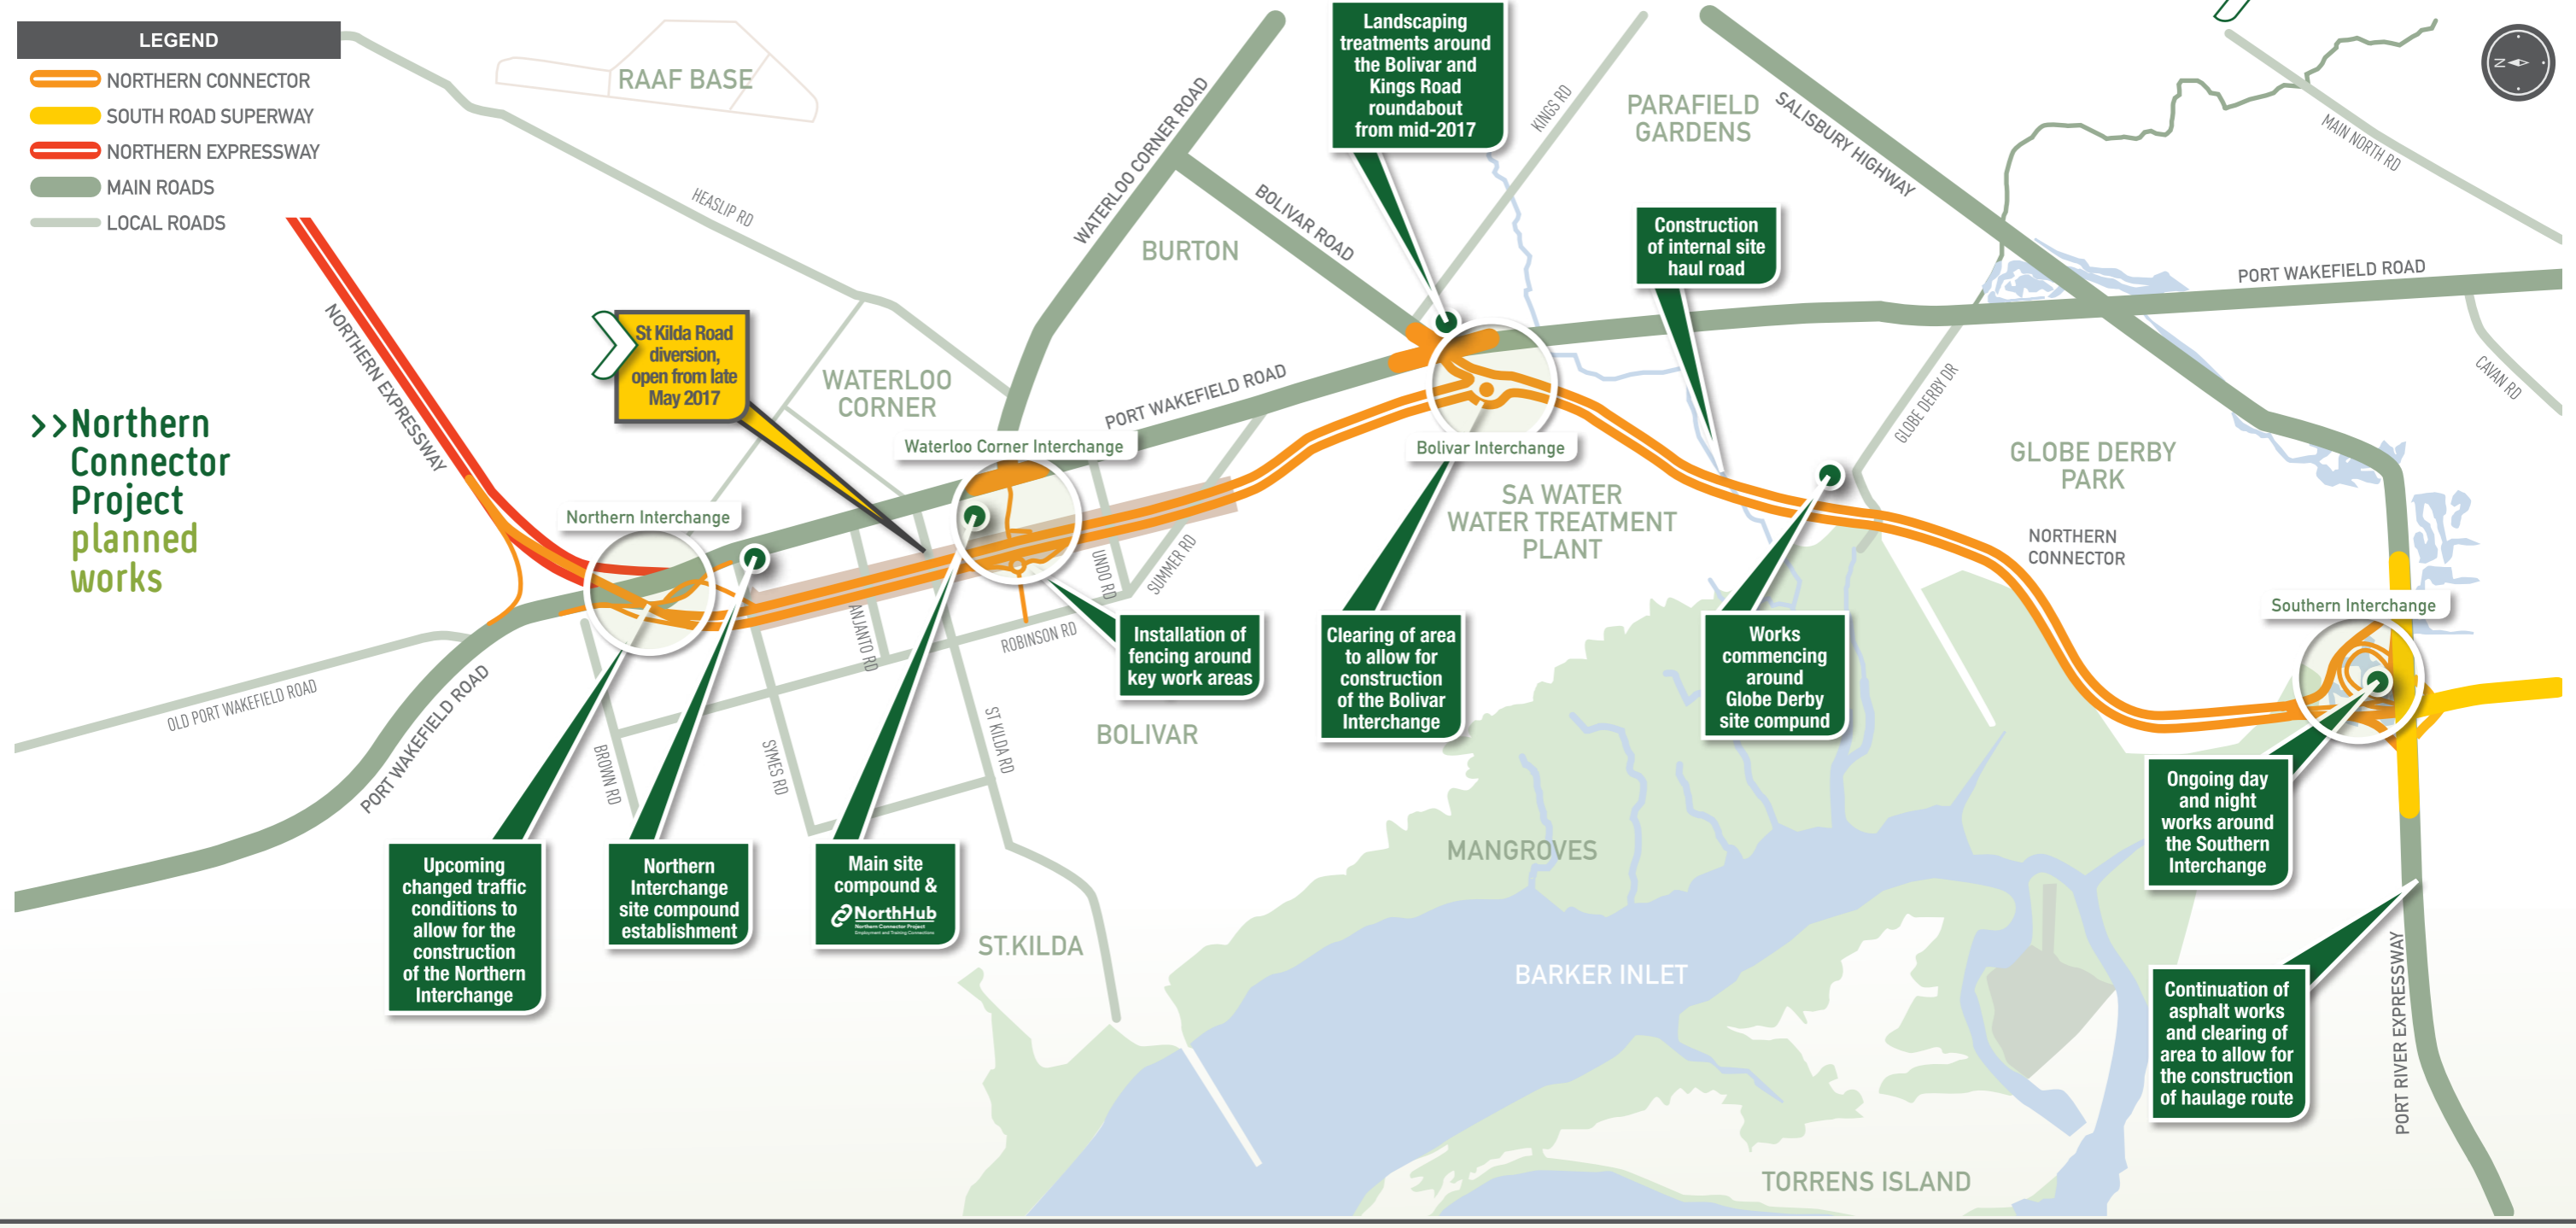 LEGEND
NORTHERN CONNECTOR
SOUTH ROAD SUPERWAY
NORTHERN EXPRESSWAY
MAIN ROADS
LOCAL ROADS
>>Northern
Connector
Project
planned
works
RAAF BASE
HEASLIP RD
NORTHERN EXPRESSWAY
St Kilda Road
diversion,
open from late
May 2017
WATERLOO
CORNER
WATERLOO CORNER ROAD
BURTON
BOLIVAR ROAD
Landscaping
treatments around
the Bolivar and
Kings Road
roundabout
from mid-2017
KINGS RD
PARAFIELD
GARDENS
SALISBURY HIGHWAY
MAIN NORTH RD
N
Construction
of internal site
haul road
PORT WAKEFIELD ROAD
CAVAN RD
GLOBE DERBY DR
GLOBE DERBY
PARK
PORT WAKEFIELD ROAD
Waterloo Corner Interchange
Bolivar Interchange
Northern Interchange
SA WATER
WATER TREATMENT
PLANT
NORTHERN
CONNECTOR
Southern Interchange
UNDO RD
SUMMER RD
ANJANTO RD
ROBINSON RD
OLD PORT WAKEFIELD ROAD
PORT WAKEFIELD ROAD
BROWN RD
SYMES RD
ST KILDA RD
BOLIVAR
Installation of
fencing around
key work areas
Clearing of area
to allow for
construction
of the Bolivar
Interchange
Works
commencing
around
Globe Derby
site compund
Ongoing day
and night
works around
the Southern
Interchange
Upcoming
changed traffic
conditions to
allow for the
construction
of the Northern
Interchange
Northern
Interchange
site compound
establishment
Main site
compound &
NorthHub
Northern Connector Project
Employment and Training Connections
MANGROVES
ST.KILDA
BARKER INLET
TORRENS ISLAND
Continuation of
asphalt works
and clearing of
area to allow for
the construction
of haulage route
PORT RIVER EXPRESSWAY